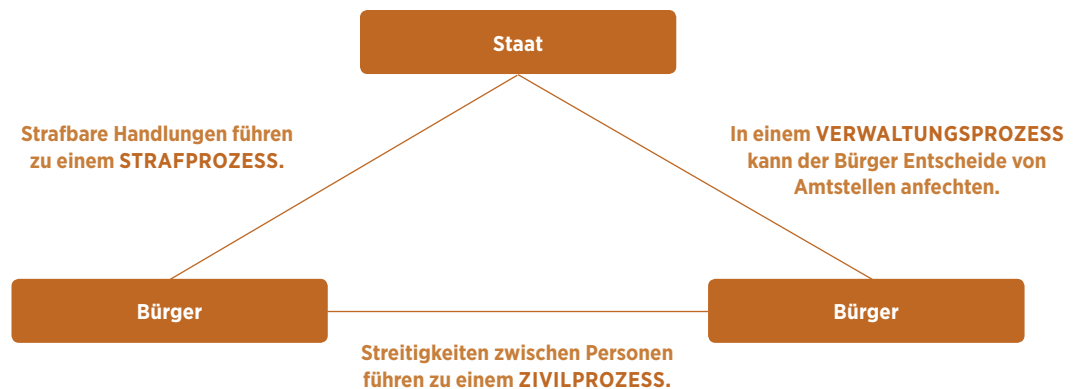 Staat
Strafbare Handlungen führen
zu einem STRAFPROZESS.
In einem VERWALTUNGSPROZESS
kann der Bürger Entscheide von
Amtstellen anfechten.
Bürger
Bürger
Streitigkeiten zwischen Personen
führen zu einem ZIVILPROZESS.